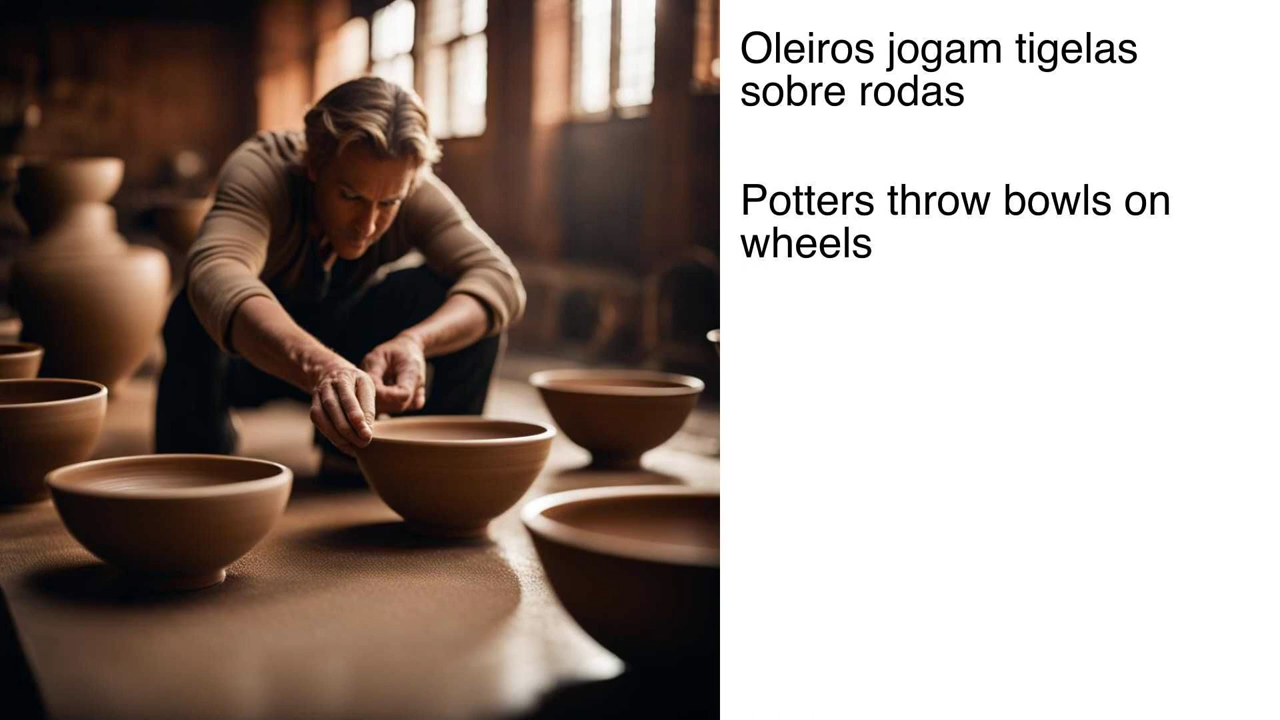 Oleiros jogam tigelas
sobre rodas
Potters throw bowls on
wheels